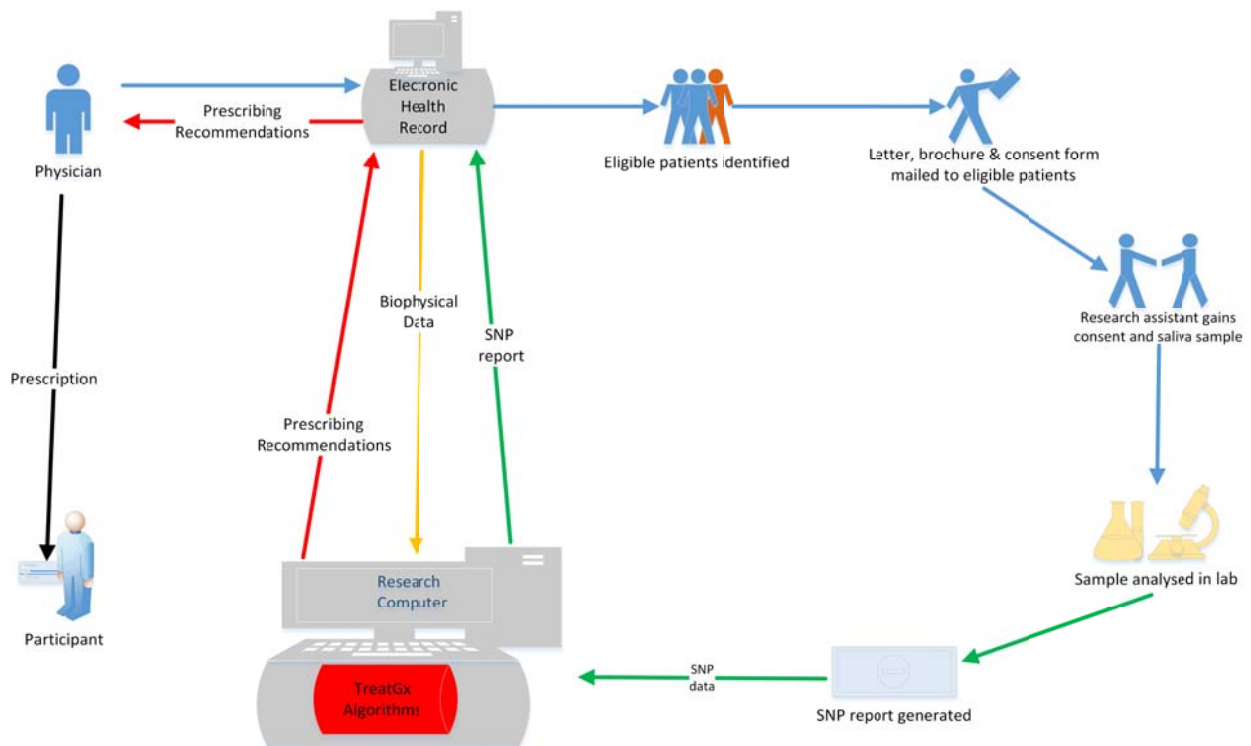 Electronic
Health
Record
Prescribing
Recommendations
Physician
Eligible patients identified
Letter, brochure & consent form
mailed to eligible patients
Research assistant gains
consent and saliva sample
Biophysical
Data
SNP
report
Prescription
Prescribing
Recommendations
Research
Computer
Sample analysed in lab
Participant
TreatGx
Algorithms
SNP
data
SNP report generated